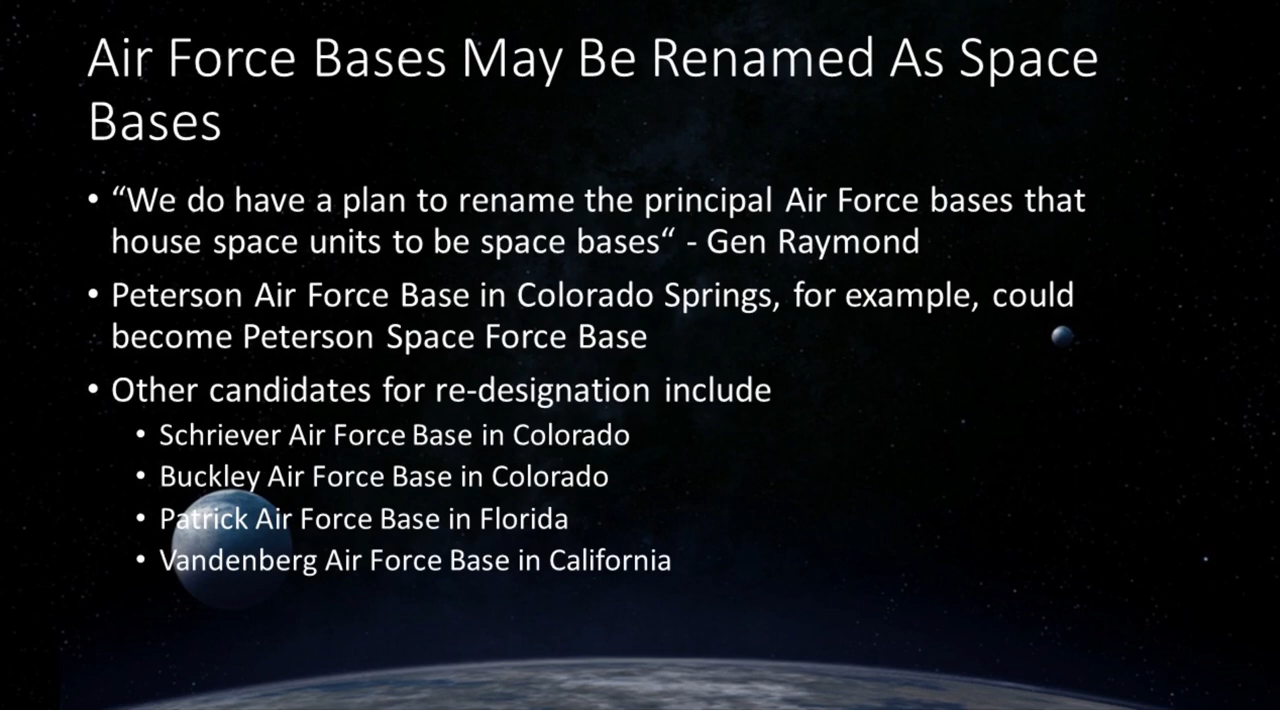 Air Force Bases May Be Renamed As Space
Bases
• “We do have a plan to rename the principal Air Force bases that
house space units to be space bases“ - Gen Raymond
• Peterson Air Force Base in Colorado Springs, for example, could
become Peterson Space Force Base
• Other candidates for re-designation include
• Schriever Air Force Base in Colorado
• Buckley Air Force Base in Colorado
• Patrick Air Force Base in Florida
• Vandenberg Air Force Base in California